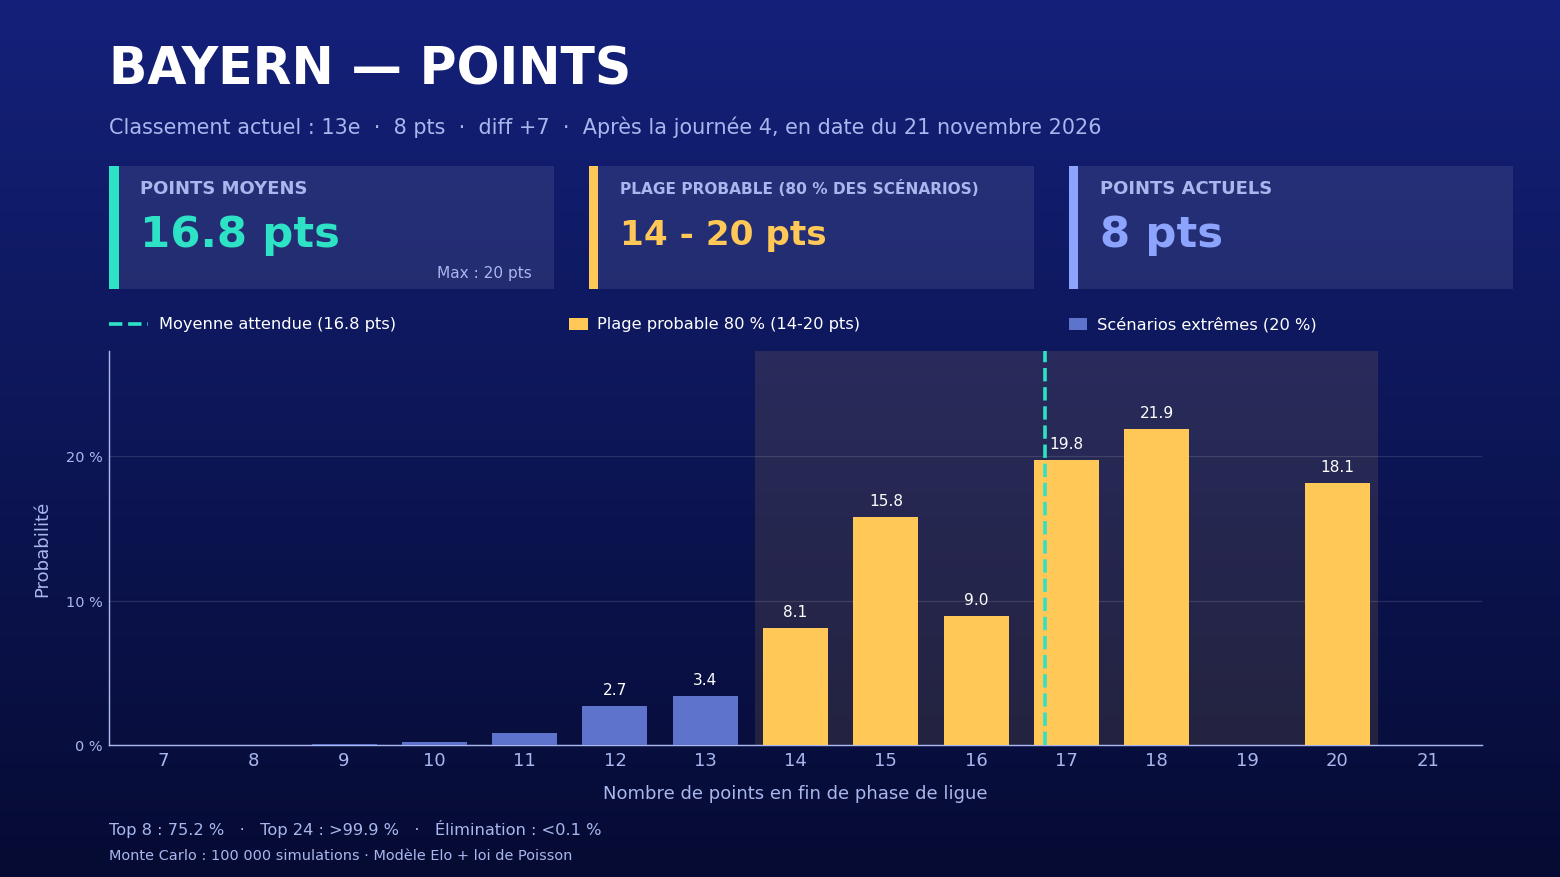 BAYERN — POINTS
Classement actuel : 13e · 8 pts · diff +7 · Après la journée 4, en date du 21 novembre 2026
POINTS MOYENS
16.8 pts
Max : 20 pts
PLAGE PROBABLE (80 % DES SCÉNARIOS)
14 - 20 pts
POINTS ACTUELS
8 pts
Moyenne attendue (16.8 pts)
Plage probable 80 % (14-20 pts)
Scénarios extrêmes (20 %)
Probabilité
20 %
10 %
0 %
2.7
3.4
8.1
15.8
9.0
19.8
21.9
18.1
7 8 9 10 11 12 13 14 15 16 17 18 19 20 21
Nombre de points en fin de phase de ligue
Top 8 : 75.2 % · Top 24 : >99.9 % · Élimination : <0.1 %
Monte Carlo : 100 000 simulations · Modèle Elo + loi de Poisson